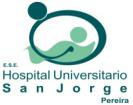 E.S.E.
Hospital Universitario
San Jorge
Pereira